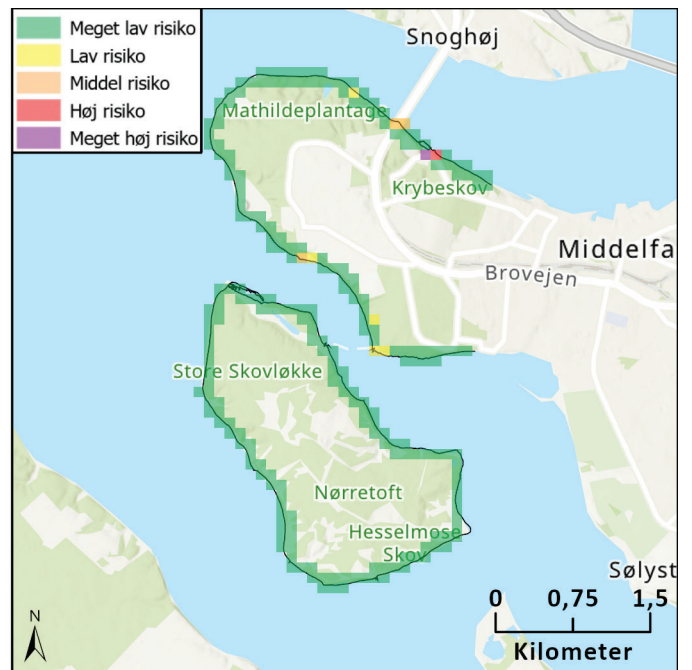 Meget lav risiko
Lav risiko
Middel risiko
Høj risiko
Meget høj risiko
Snoghøj
Mathildeplantage
Krybeskov
Middelfa
Brovejen
Store Skovløkke
Nørretoft
Hesselmose
Skov
Sølyst
N
0 0,75 1,5
Kilometer